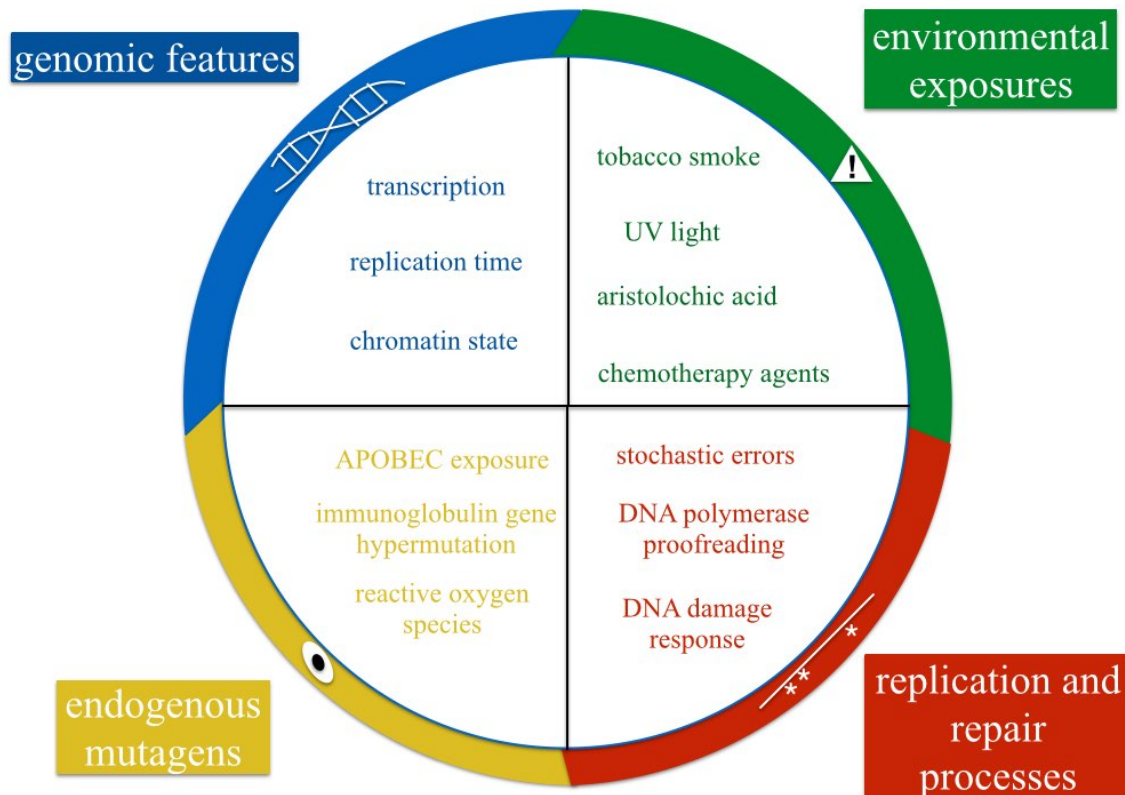 genomic features
environmental
exposures
transcription
replication time
chromatin state
tobacco smoke
!
UV light
aristolochic acid
chemotherapy agents
APOBEC exposure
immunoglobulin gene
hypermutation
reactive oxygen
species
stochastic errors
DNA polymerase
proofreading
DNA damage
response
*
*
*
endogenous
mutagens
replication and
repair
processes